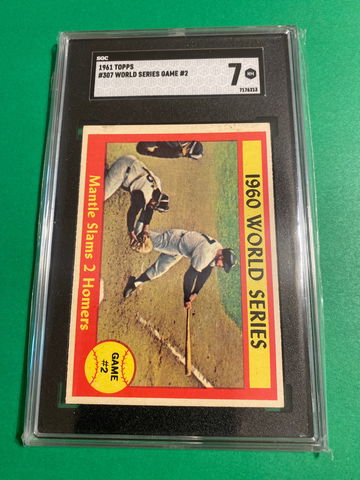 SGC
1961 TOPPS
#307 WORLD SERIES GAME #2
7
NM
7176353
1960 WORLD SERIES
Mantle Slams 2 Homers
GAME
#2